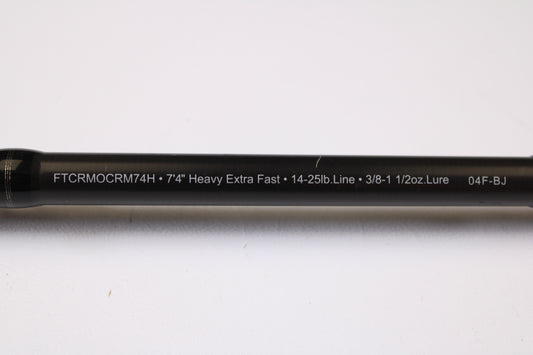 FTCRMOCRM74H • 7'4" Heavy Extra Fast • 14-25lb.Line • 3/8-1 1/2oz.Lure 04F-BJ